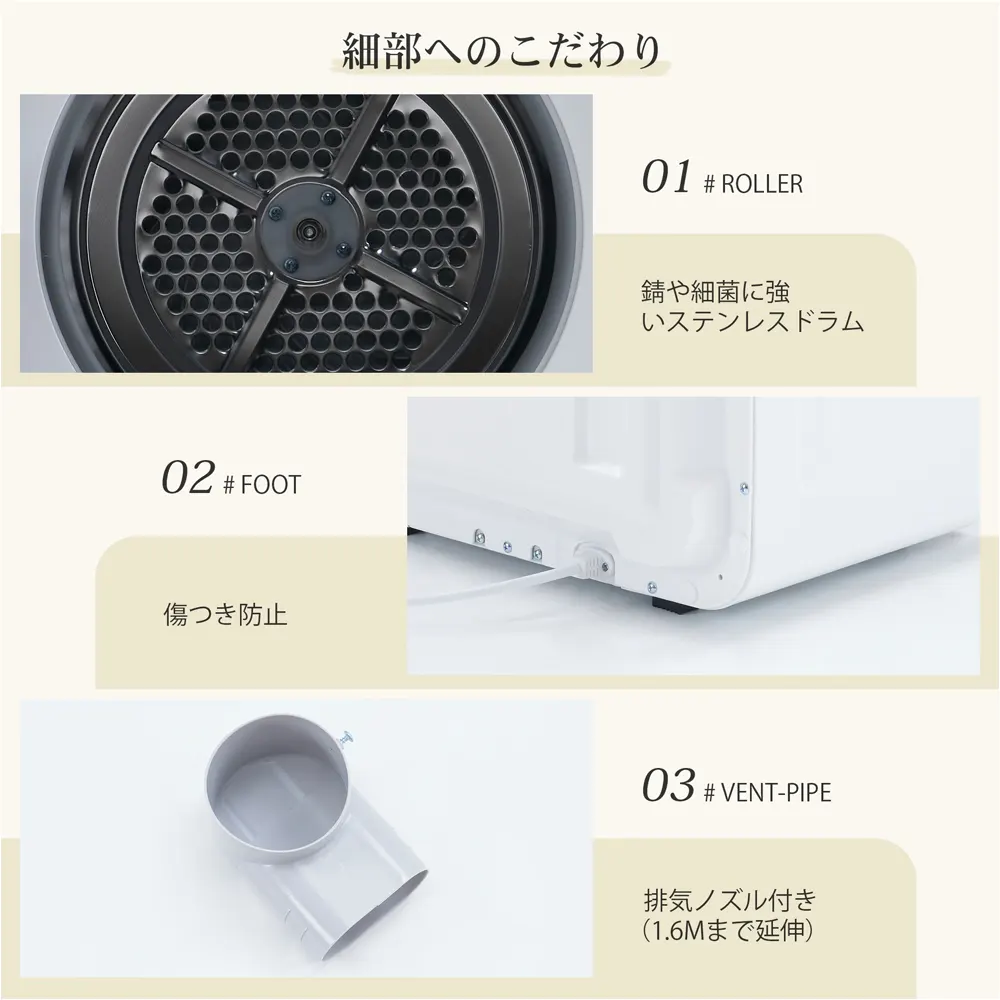 細部へのこだわり
01 # ROLLER
錆や細菌に強
いステンレスドラム
02 # FOOT
傷つき防止
03 # VENT-PIPE
排気ノズル付き
(1.6Mまで延伸)